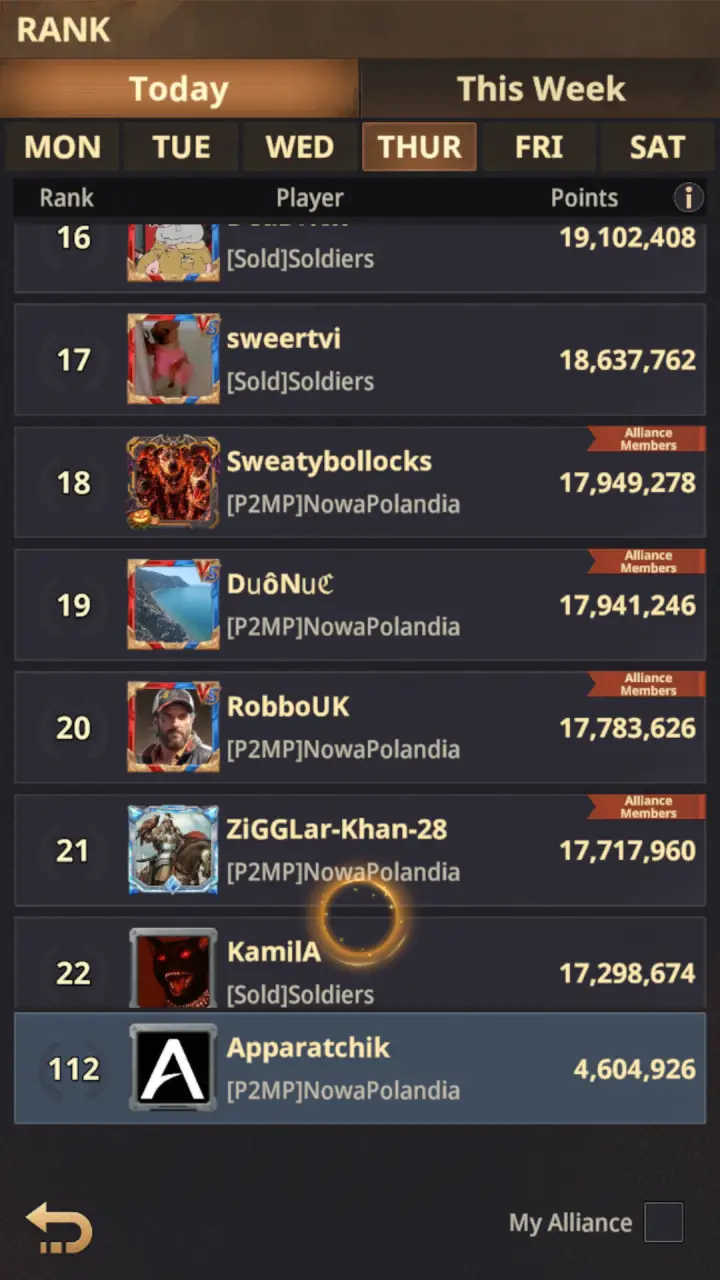 RANK
Today
This Week
MON TUE WED THUR FRI SAT
Rank Player Points
16
[Sold]Soldiers
19,102,408
17
sweertvi
[Sold]Soldiers
18,637,762
Alliance
Members
18
Sweatybollocks
[P2MP]NowaPolandia
17,949,278
Alliance
Members
19
DuôNuℭ
[P2MP]NowaPolandia
17,941,246
Alliance
Members
20
RobboUK
[P2MP]NowaPolandia
17,783,626
Alliance
Members
21
ZiGGLar-Khan-28
[P2MP]NowaPolandia
17,717,960
22
KamilA
[Sold]Soldiers
17,298,674
112
Apparatchik
[P2MP]NowaPolandia
4,604,926
My Alliance